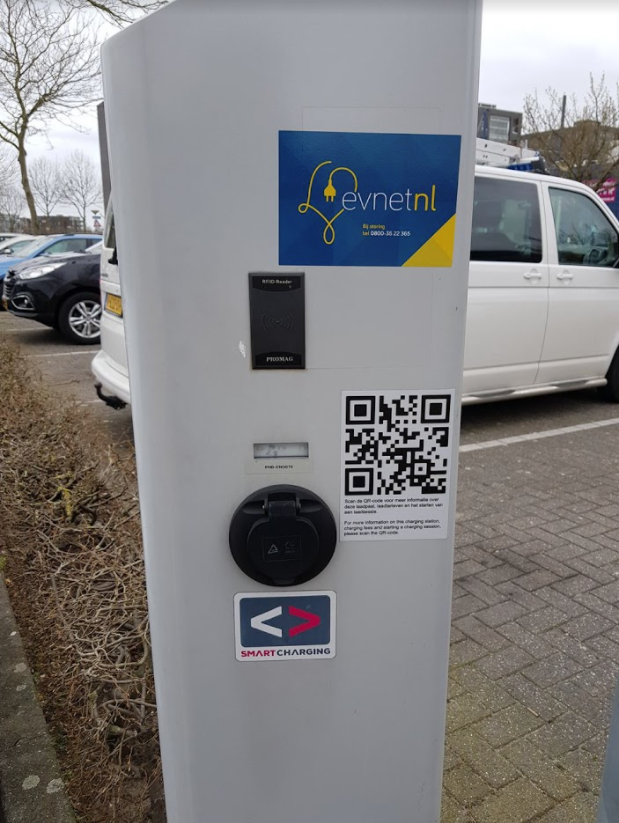 evnetnl
Bij storing
bel 0800-38 22 365
RFID-Reader
PROMAG
Scan de QR-code voor meer informatie over
deze laadpaal, laadtarieven en het starten van
een laadsessie
For more information on this charging station,
charging fees and starting a charging session,
please scan the QR-code
SMARTCHARGING